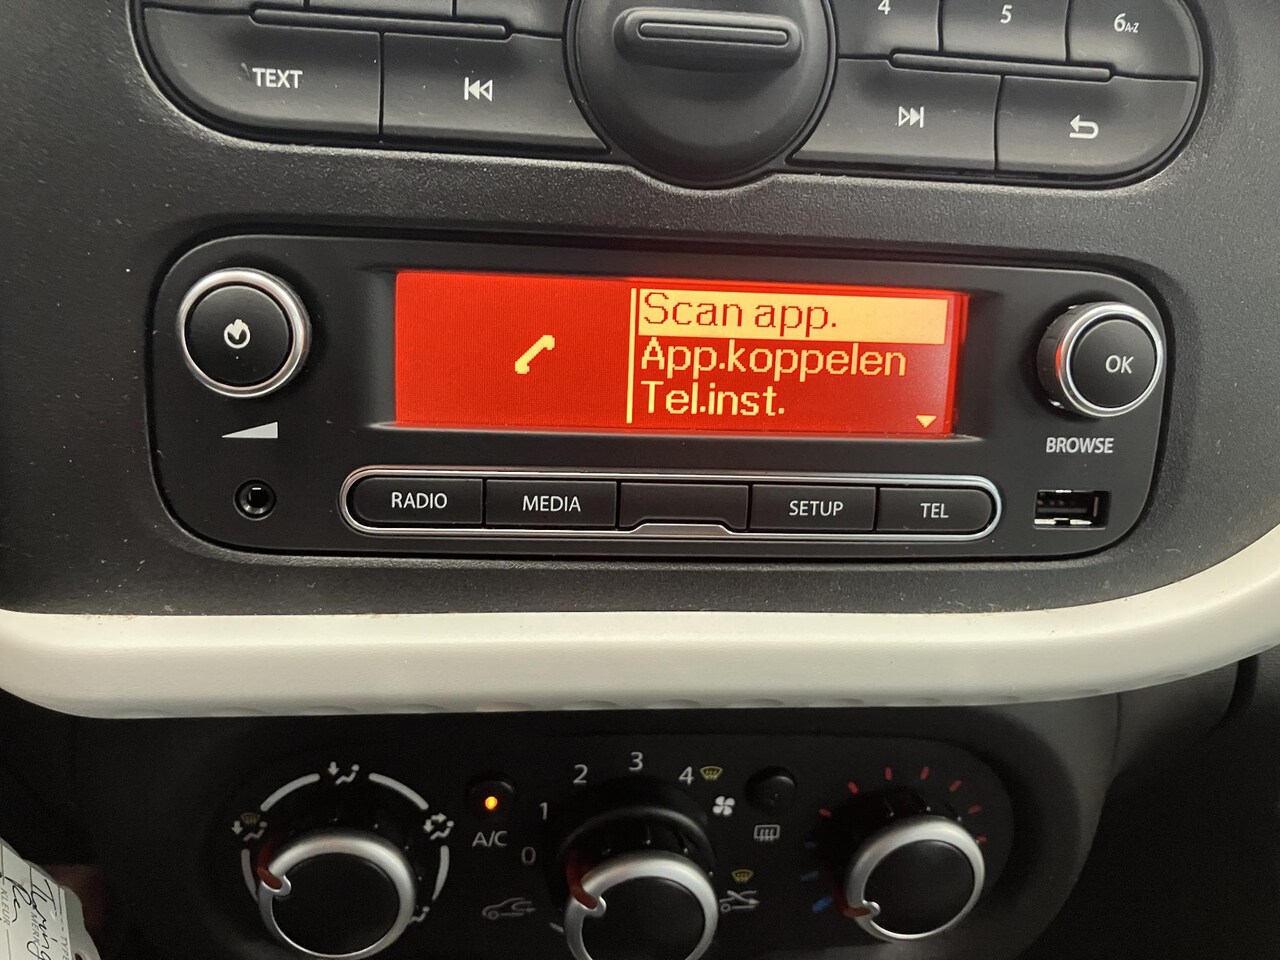 4
5
6A-Z
TEXT
Scan app.
App.koppelen
Tel.inst.
OK
BROWSE
RADIO
MEDIA
SETUP
TEL
0
1
2
3
4
A/C